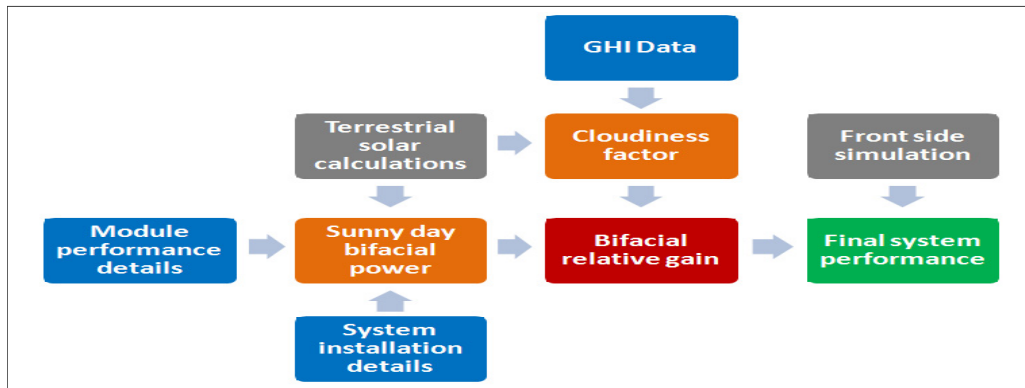 GHI Data
Terrestrial
solar
calculations
Cloudiness
factor
Front side
simulation
Module
performance
details
Sunny day
bifacial
power
Bifacial
relative gain
Final system
performance
System
installation
details